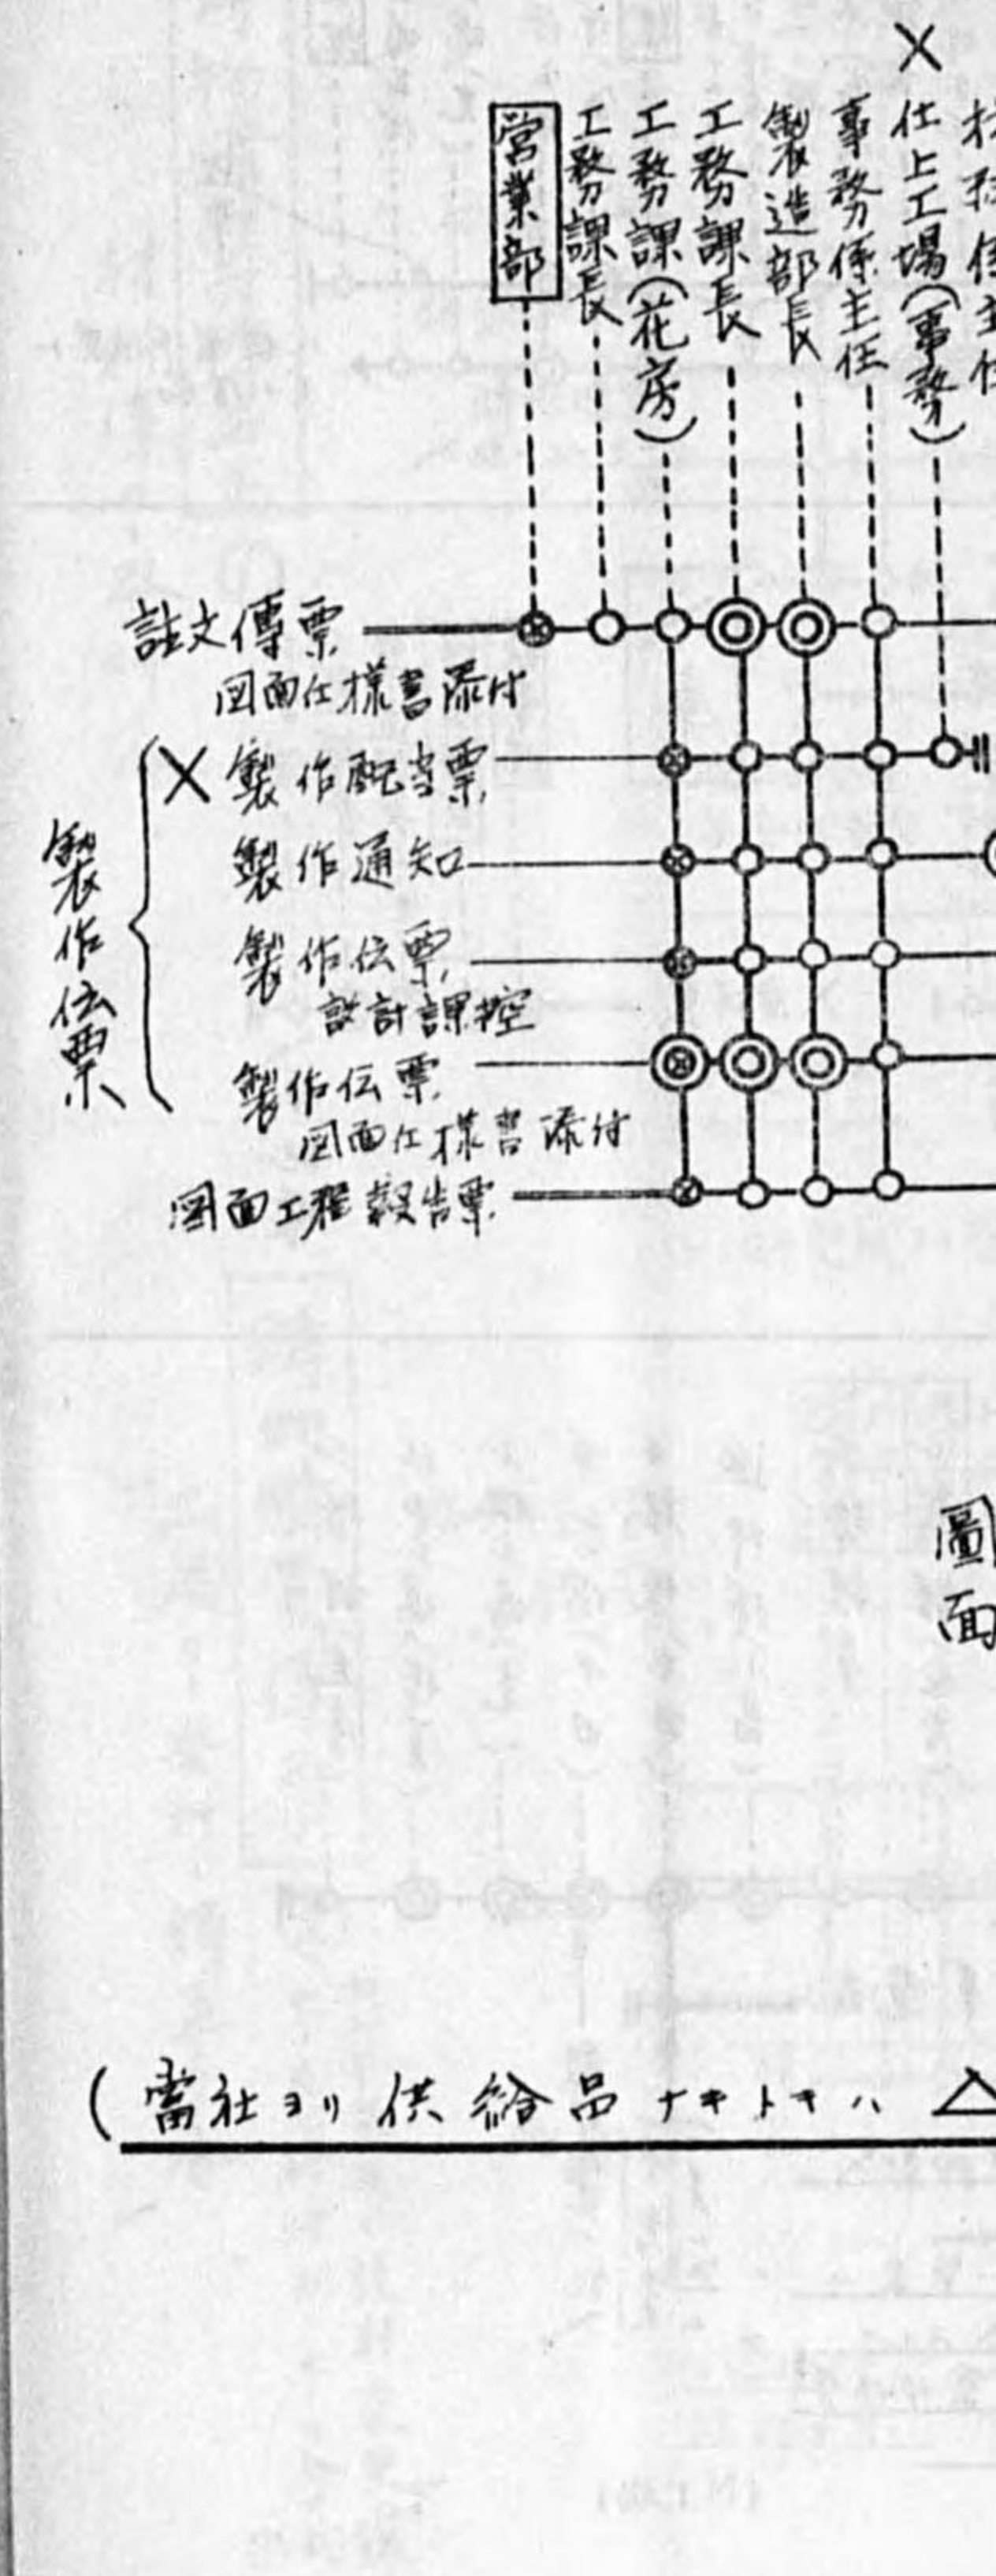 ×
営業部
工務課長
工務課(花房)
工務課長
製造部長
事務係主任
仕上工場(事務)
註文傳票
図面仕様書添付
製作伝票
×製作配当票
製作通知
製作伝票
設計課控
製作伝票
図面仕様書添付
図面工程報告票
圖面
(當社ヨリ供給品ナキトキハ △